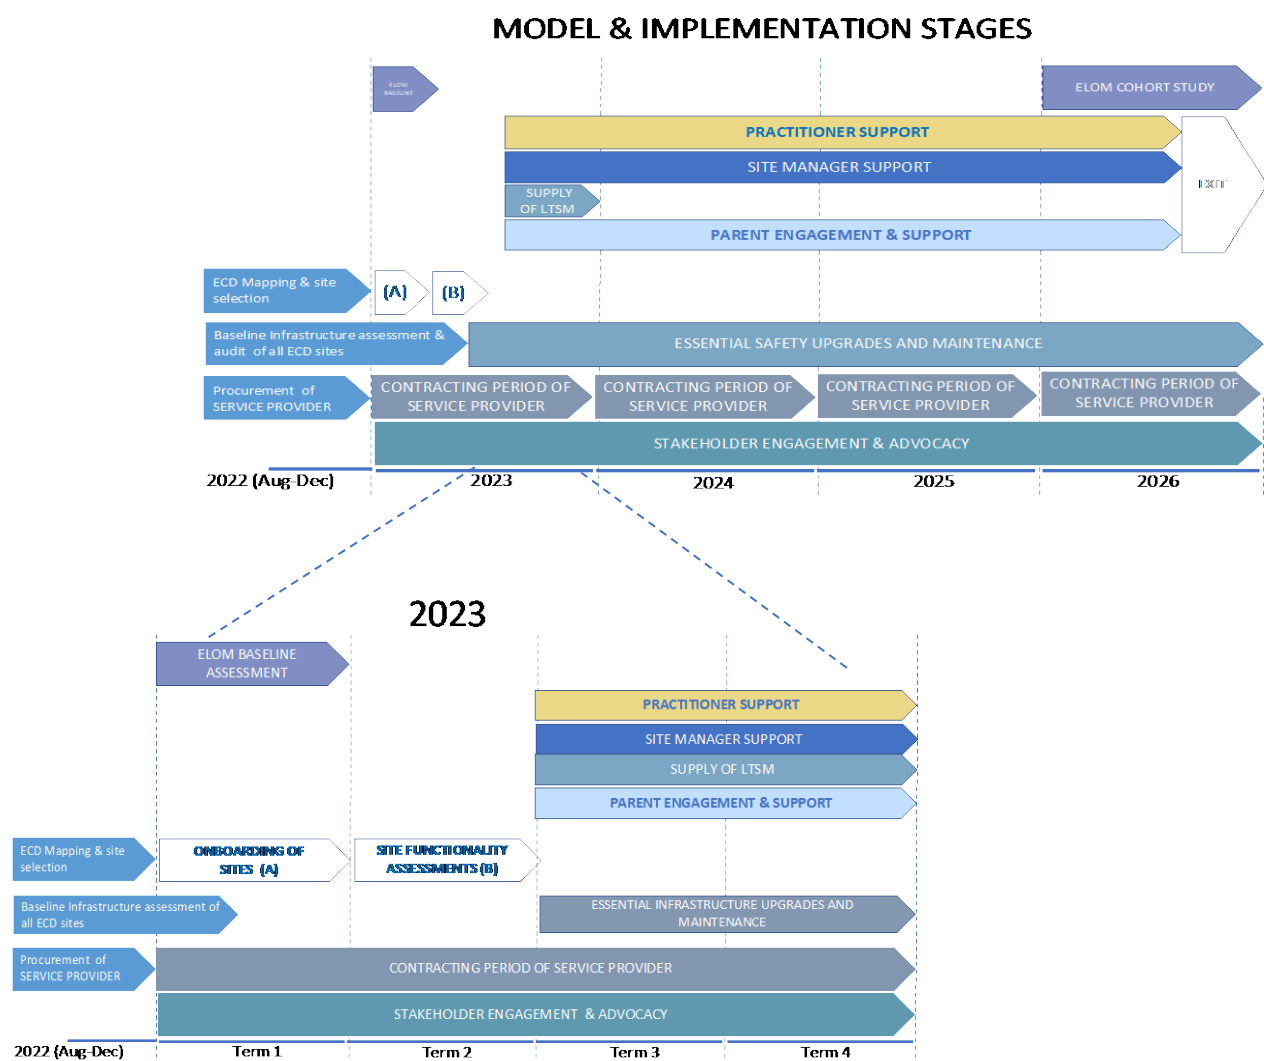 MODEL & IMPLEMENTATION STAGES
ELOM
BASELINE
ELOM COHORT STUDY
PRACTITIONER SUPPORT
SITE MANAGER SUPPORT
EXIT
SUPPLY
OF LTSM
PARENT ENGAGEMENT & SUPPORT
ECD Mapping & site
selection
(A)
(B)
Baseline Infrastructure assessment &
audit of all ECD sites
ESSENTIAL SAFETY UPGRADES AND MAINTENANCE
Procurement of
SERVICE PROVIDER
CONTRACTING PERIOD OF
SERVICE PROVIDER
CONTRACTING PERIOD OF
SERVICE PROVIDER
CONTRACTING PERIOD OF
SERVICE PROVIDER
CONTRACTING PERIOD OF
SERVICE PROVIDER
STAKEHOLDER ENGAGEMENT & ADVOCACY
2022 (Aug-Dec)
2023
2024
2025
2026
2023
ELOM BASELINE
ASSESSMENT
PRACTITIONER SUPPORT
SITE MANAGER SUPPORT
SUPPLY OF LTSM
PARENT ENGAGEMENT & SUPPORT
ECD Mapping & site
selection
ONBOARDING OF
SITES (A)
SITE FUNCTIONALITY
ASSESSMENTS (B)
Baseline Infrastructure assessment of
all ECD sites
ESSENTIAL INFRASTRUCTURE UPGRADES AND
MAINTENANCE
Procurement of
SERVICE PROVIDER
CONTRACTING PERIOD OF SERVICE PROVIDER
STAKEHOLDER ENGAGEMENT & ADVOCACY
2022 (Aug-Dec)
Term 1
Term 2
Term 3
Term 4